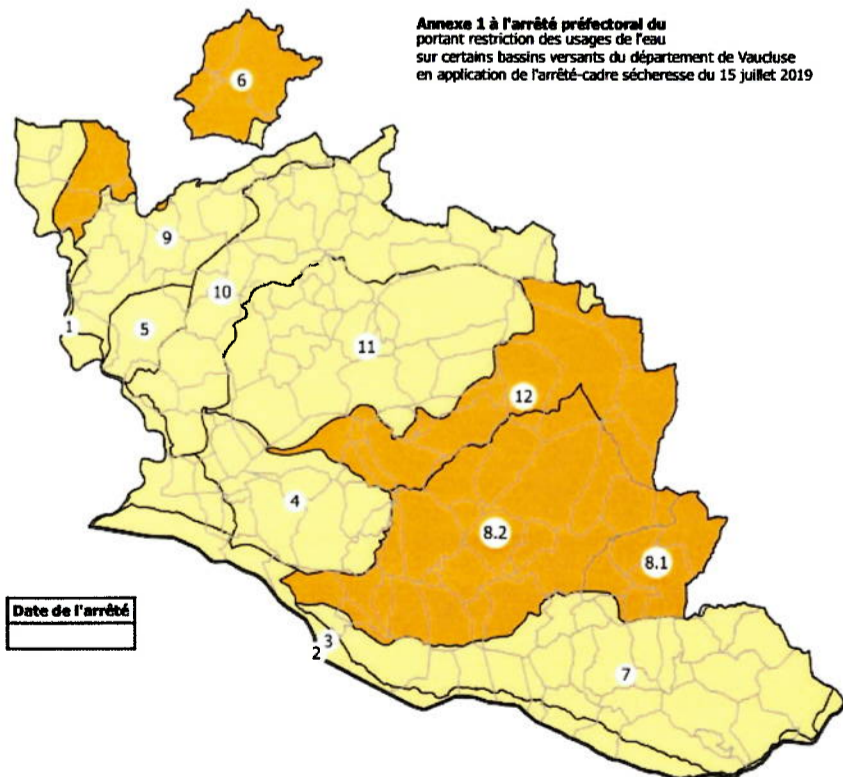 Annexe 1 à l'arrêté préfectoral du
portant restriction des usages de l'eau
sur certains bassins versants du département de Vaucluse
en application de l'arrêté-cadre sécheresse du 15 juillet 2019
6
9
10
1
5
11
12
4
8.2
8.1
Date de l'arrêté
3
2
7